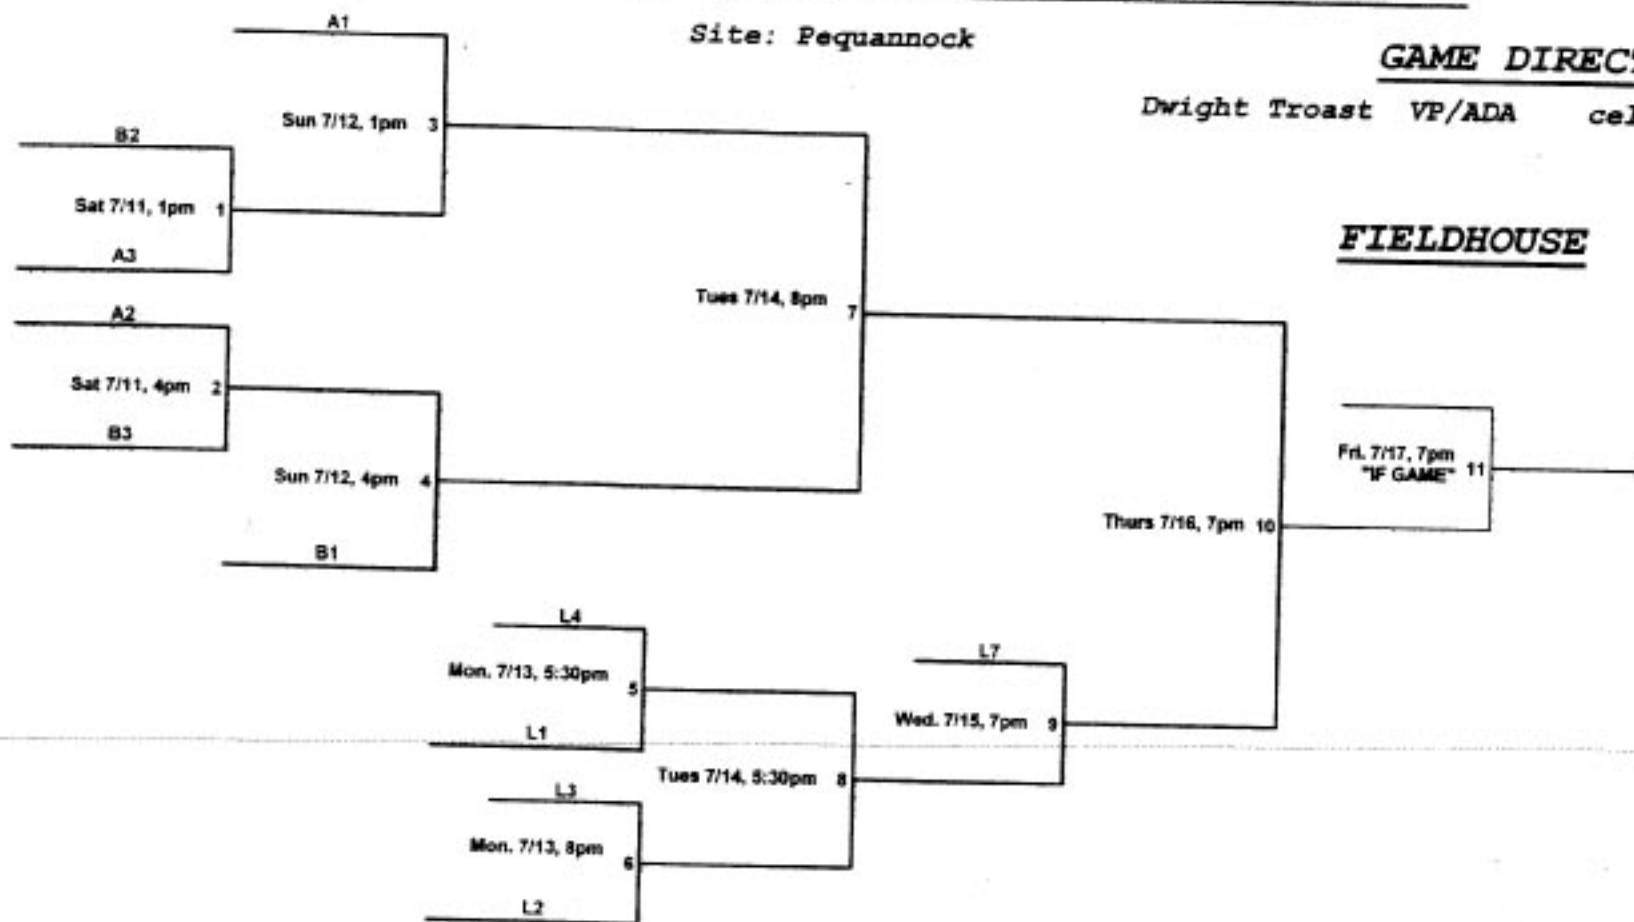 A1
Site: Pequannock
GAME DIRECT
Dwight Troast VP/ADA cel
Sun 7/12, 1pm 3
B2
Sat 7/11, 1pm 1
A3
FIELDHOUSE
Tues 7/14, 8pm 7
A2
Sat 7/11, 4pm 2
B3
Sun 7/12, 4pm 4
B1
Fri. 7/17, 7pm
"IF GAME" 11
Thurs 7/16, 7pm 10
L4
Mon. 7/13, 5:30pm 5
L1
L7
Wed. 7/15, 7pm 9
Tues 7/14, 5:30pm 8
L3
Mon. 7/13, 8pm 6
L2